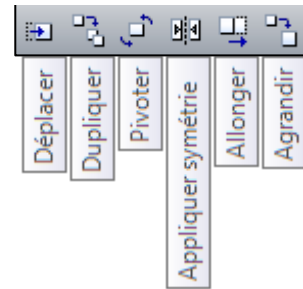 Déplacer
Dupliquer
Pivoter
Appliquer symétrie
Allonger
Agrandir